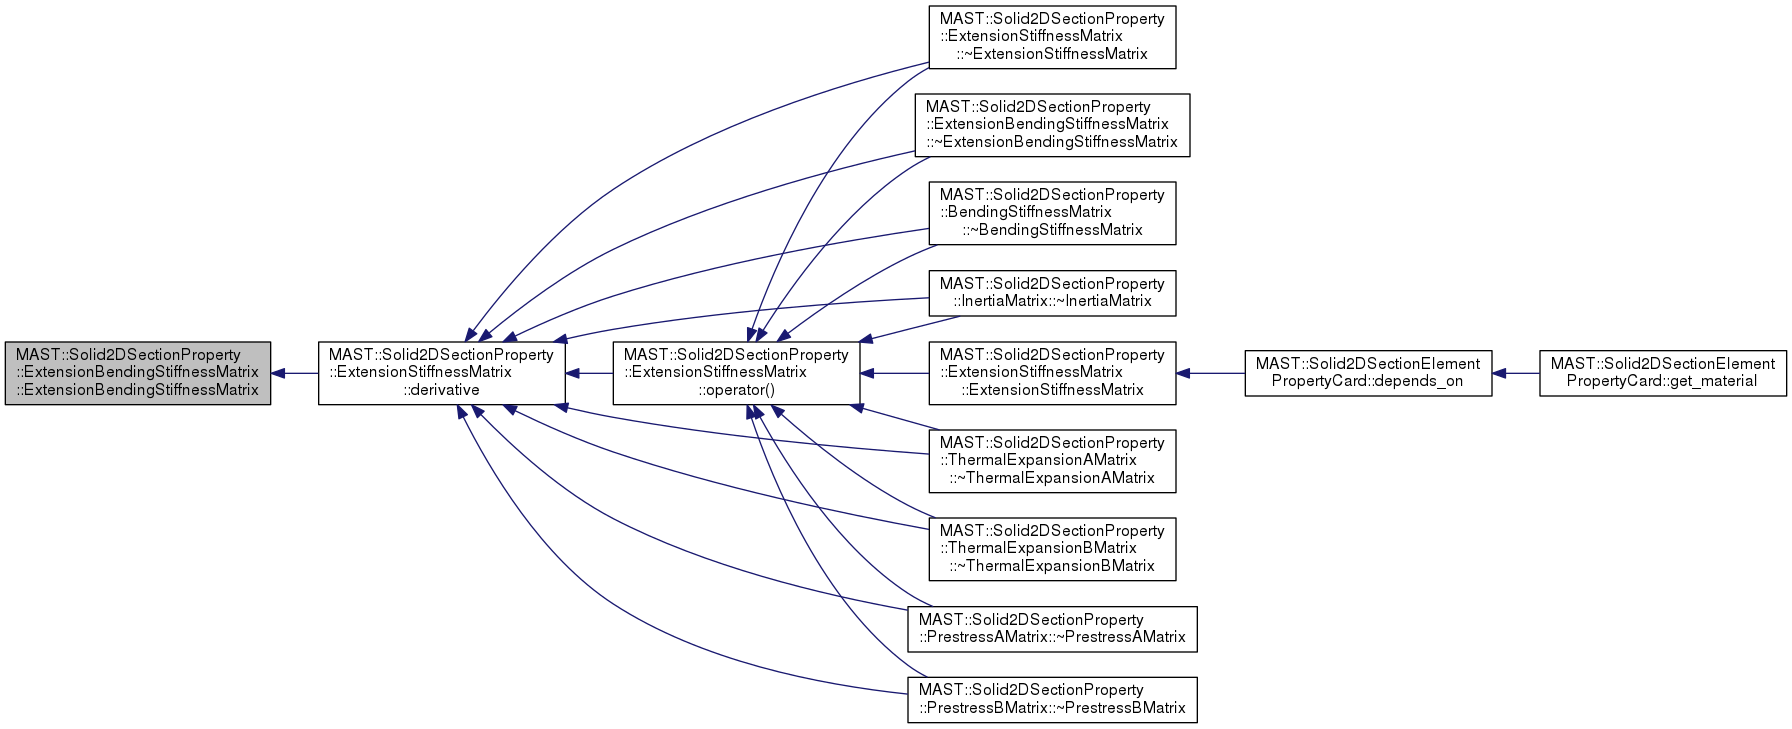 MAST::Solid2DSectionProperty
::ExtensionBendingStiffnessMatrix
::ExtensionBendingStiffnessMatrix
MAST::Solid2DSectionProperty
::ExtensionStiffnessMatrix
::derivative
MAST::Solid2DSectionProperty
::ExtensionStiffnessMatrix
::operator()
MAST::Solid2DSectionProperty
::ExtensionStiffnessMatrix
::~ExtensionStiffnessMatrix
MAST::Solid2DSectionProperty
::ExtensionBendingStiffnessMatrix
::~ExtensionBendingStiffnessMatrix
MAST::Solid2DSectionProperty
::BendingStiffnessMatrix
::~BendingStiffnessMatrix
MAST::Solid2DSectionProperty
::InertiaMatrix::~InertiaMatrix
MAST::Solid2DSectionProperty
::ExtensionStiffnessMatrix
::ExtensionStiffnessMatrix
MAST::Solid2DSectionElement
PropertyCard::depends_on
MAST::Solid2DSectionElement
PropertyCard::get_material
MAST::Solid2DSectionProperty
::ThermalExpansionAMatrix
::~ThermalExpansionAMatrix
MAST::Solid2DSectionProperty
::ThermalExpansionBMatrix
::~ThermalExpansionBMatrix
MAST::Solid2DSectionProperty
::PrestressAMatrix::~PrestressAMatrix
MAST::Solid2DSectionProperty
::PrestressBMatrix::~PrestressBMatrix